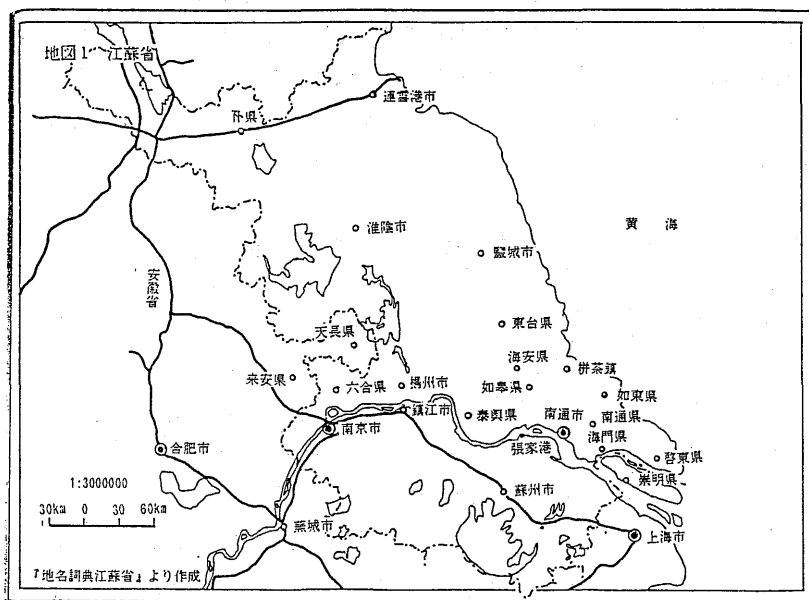 地図1 江蘇省
連雲港市
邳県
黄海
淮陰市
塩城市
安徽省
東台県
天長県
海安県
栟茶鎮
来安県
六合県
揚州市
如皋県
如東県
鎮江市
泰興県
南通市
南通県
南京市
海門県
張家港
合肥市
啓東県
崇明県
1:3000000
蘇州市
30km 0 30 60km
蕪城市
上海市
『地名詞典江蘇省』より作成